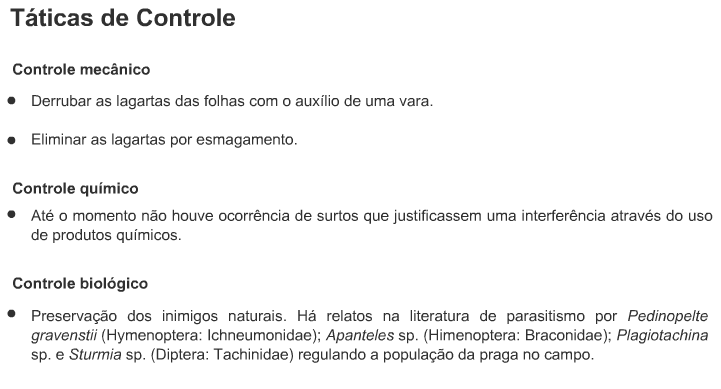 Táticas de Controle
Controle mecânico
● Derrubar as lagartas das folhas com o auxílio de uma vara.
● Eliminar as lagartas por esmagamento.
Controle químico
● Até o momento não houve ocorrência de surtos que justificassem uma interferência através do uso
de produtos químicos.
Controle biológico
● Preservação dos inimigos naturais. Há relatos na literatura de parasitismo por Pedinopelte
gravenstii (Hymenoptera: Ichneumonidae); Apanteles sp. (Himenoptera: Braconidae); Plagiotachina
sp. e Sturmia sp. (Diptera: Tachinidae) regulando a população da praga no campo.